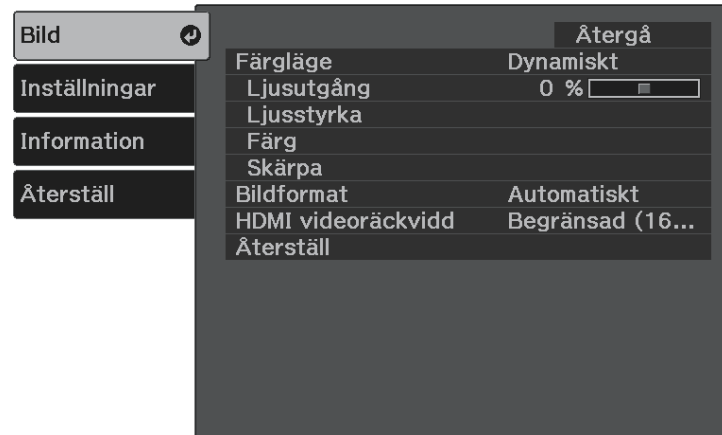 Bild
Inställningar
Information
Återställ
Återgå
Färgläge Dynamiskt
Ljusutgång 0 %
Ljusstyrka
Färg
Skärpa
Bildformat Automatiskt
HDMI videoräckvidd Begränsad (16...
Återställ